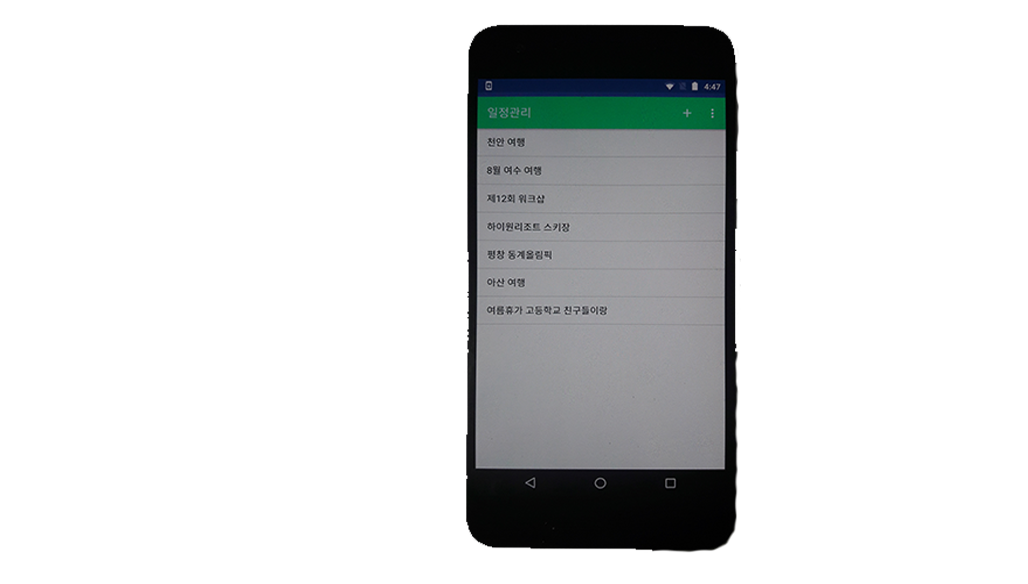 4:47
일정관리
천안 여행
8월 여수 여행
제12회 워크샵
하이원리조트 스키장
평창 동계올림픽
아산 여행
여름휴가 고등학교 친구들이랑